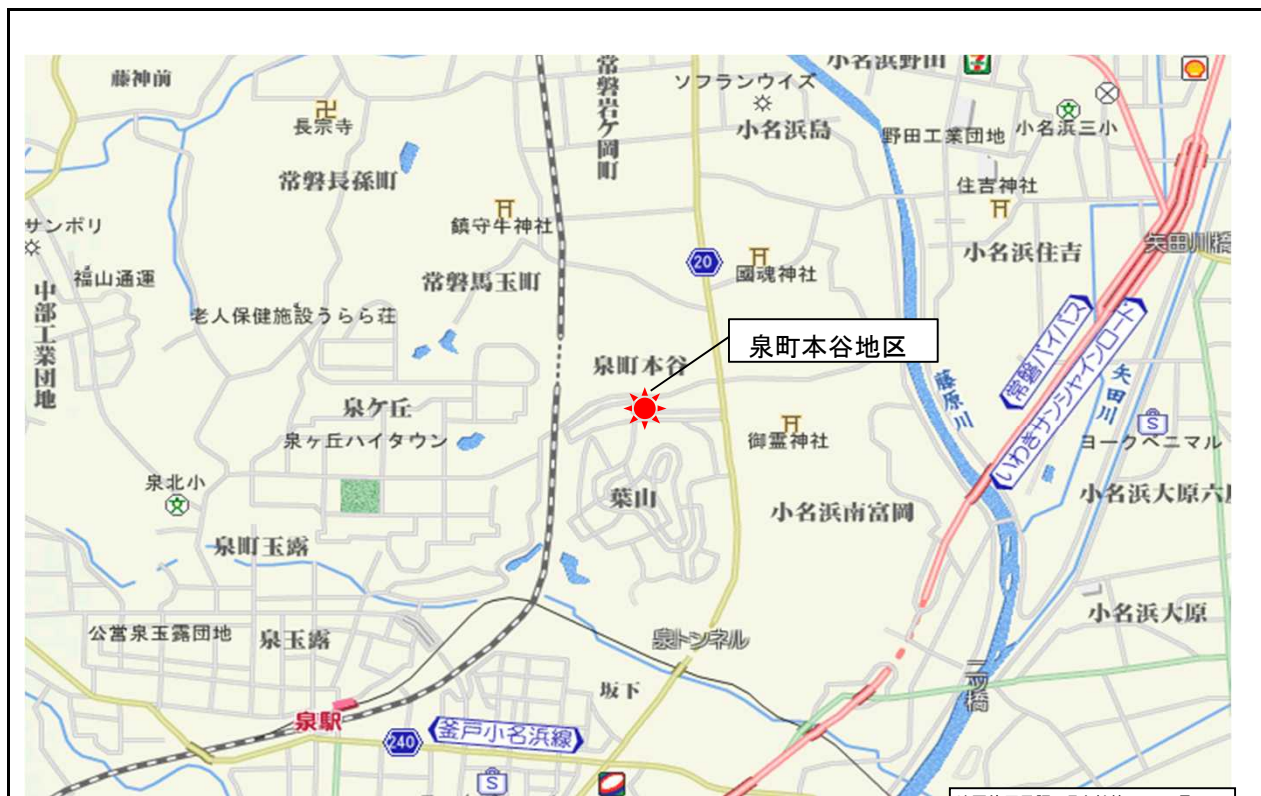 藤神前
長宗寺
常磐長孫町
常磐岩ケ岡町
ソフランウイズ
小名浜島
小名浜野田
野田工業団地
小名浜三小
住吉神社
小名浜住吉
矢田川橋
サンポリ
福山通運
中部工業団地
鎮守牛神社
常磐馬玉町
老人保健施設うらら荘
20
國魂神社
泉町本谷地区
泉町本谷
常磐バイパス
いわきサンシャインロード
藤原川
矢田川
S
ヨークベニマル
泉ケ丘
泉ヶ丘ハイタウン
御霊神社
泉北小
葉山
小名浜南富岡
小名浜大原六
泉町玉露
小名浜大原
公営泉玉露団地
泉玉露
泉トンネル
坂下
二ツ橋
泉駅
240
釜戸小名浜線
S